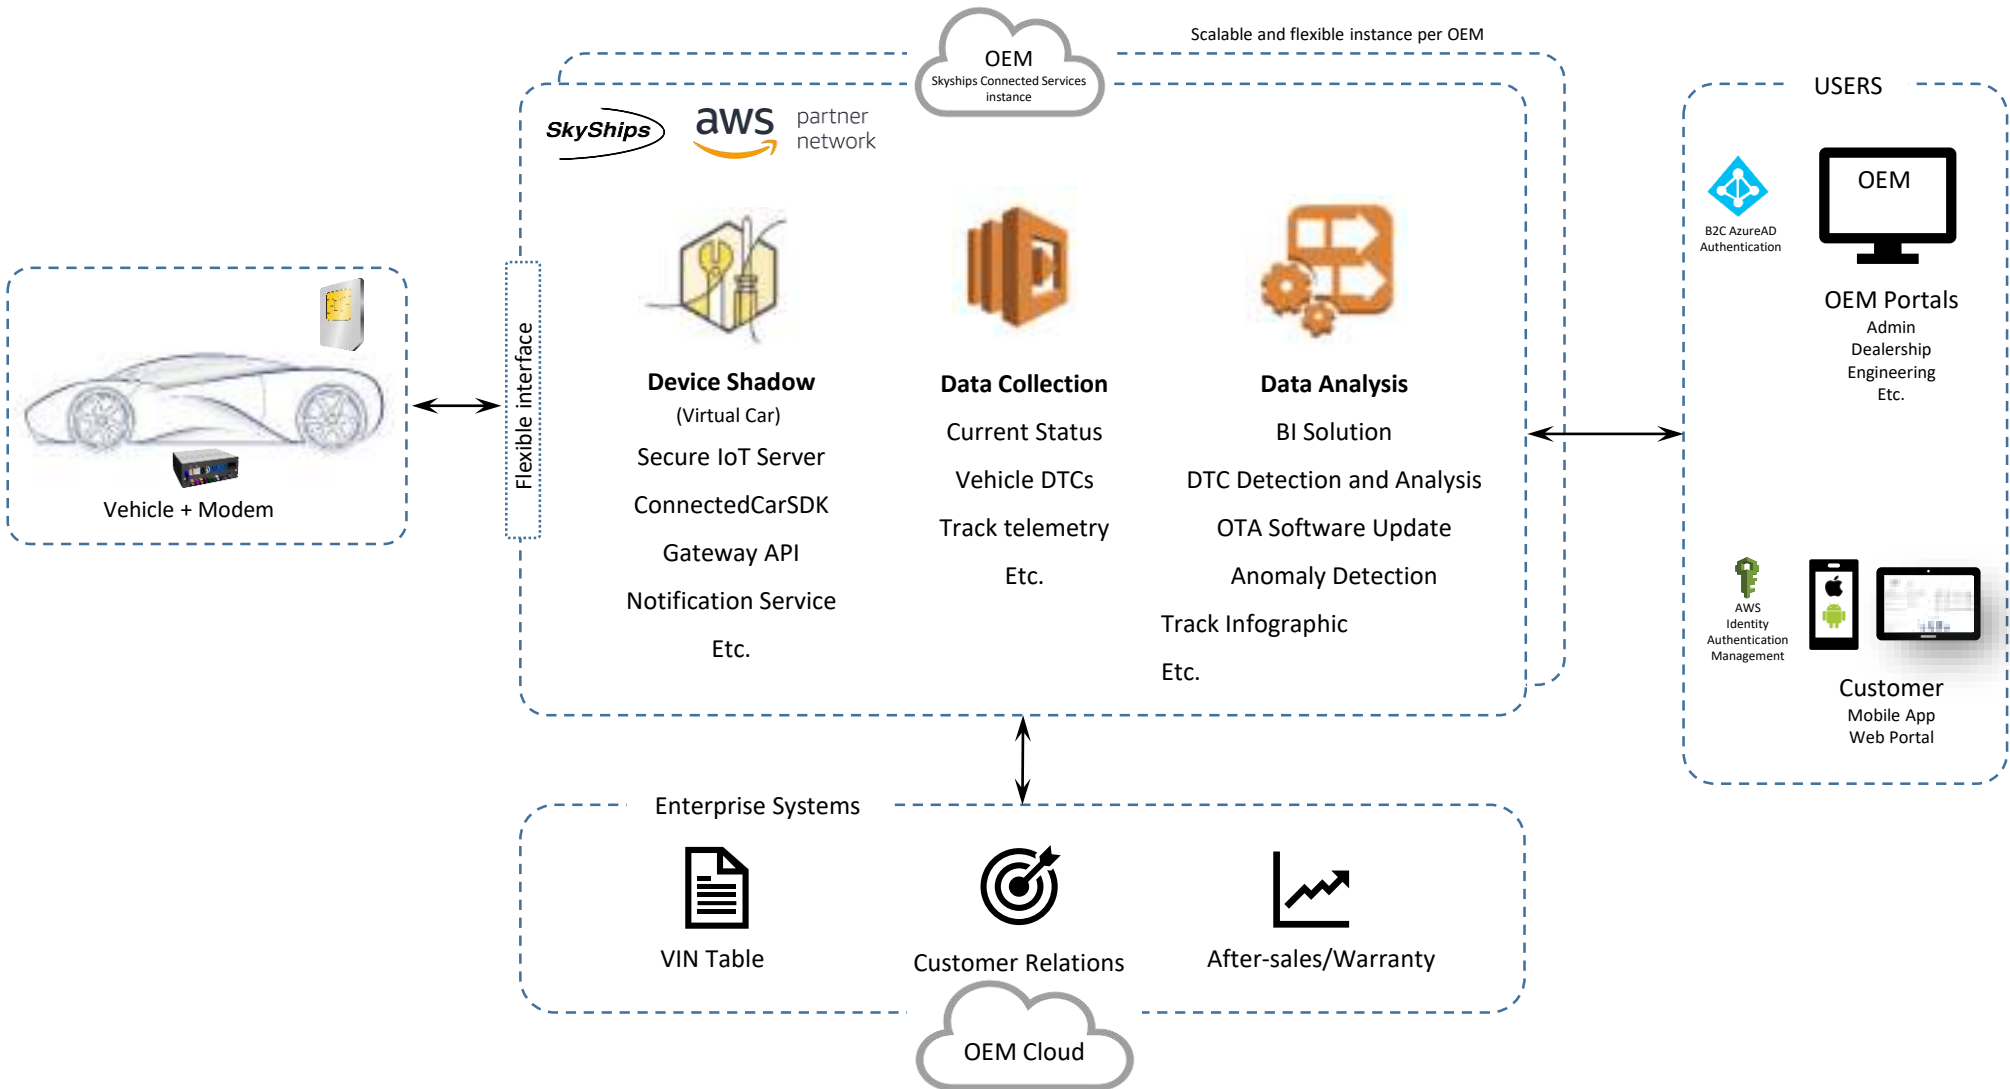 Scalable and flexible instance per OEM
OEM
Skyships Connected Services
instance
SkyShips
aws
partner
network
Flexible interface
Vehicle + Modem
Device Shadow
(Virtual Car)
Secure IoT Server
ConnectedCarSDK
Gateway API
Notification Service
Etc.
Data Collection
Current Status
Vehicle DTCs
Track telemetry
Etc.
Data Analysis
BI Solution
DTC Detection and Analysis
OTA Software Update
Anomaly Detection
Track Infographic
Etc.
USERS
B2C AzureAD
Authentication
OEM
OEM Portals
Admin
Dealership
Engineering
Etc.
AWS
Identity
Authentication
Management
Customer
Mobile App
Web Portal
Enterprise Systems
VIN Table
Customer Relations
After-sales/Warranty
OEM Cloud